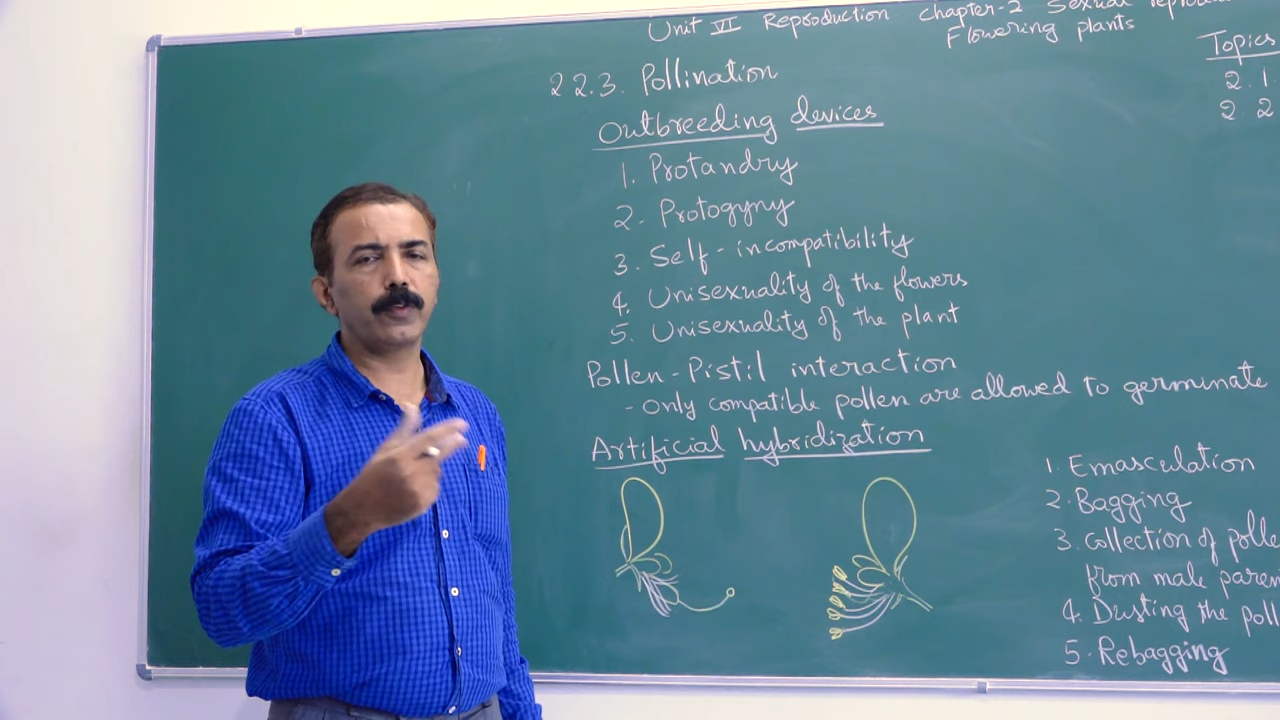 Unit VI Reproduction chapter-2 Sexual
Flowering plants
Topics
2.1
2 2
2 2.3. Pollination
Outbreeding devices
1. Protandry
2. Protogyny
3. Self-incompatibility
4. Unisexuality of the flowers
5. Unisexuality of the plant
Pollen-Pistil interaction
- Only compatible pollen are allowed to germinate
Artificial hybridization
1. Emasculation
2. Bagging
3. Collection of polle
from male paren
4. Dusting the poll
5. Rebagging